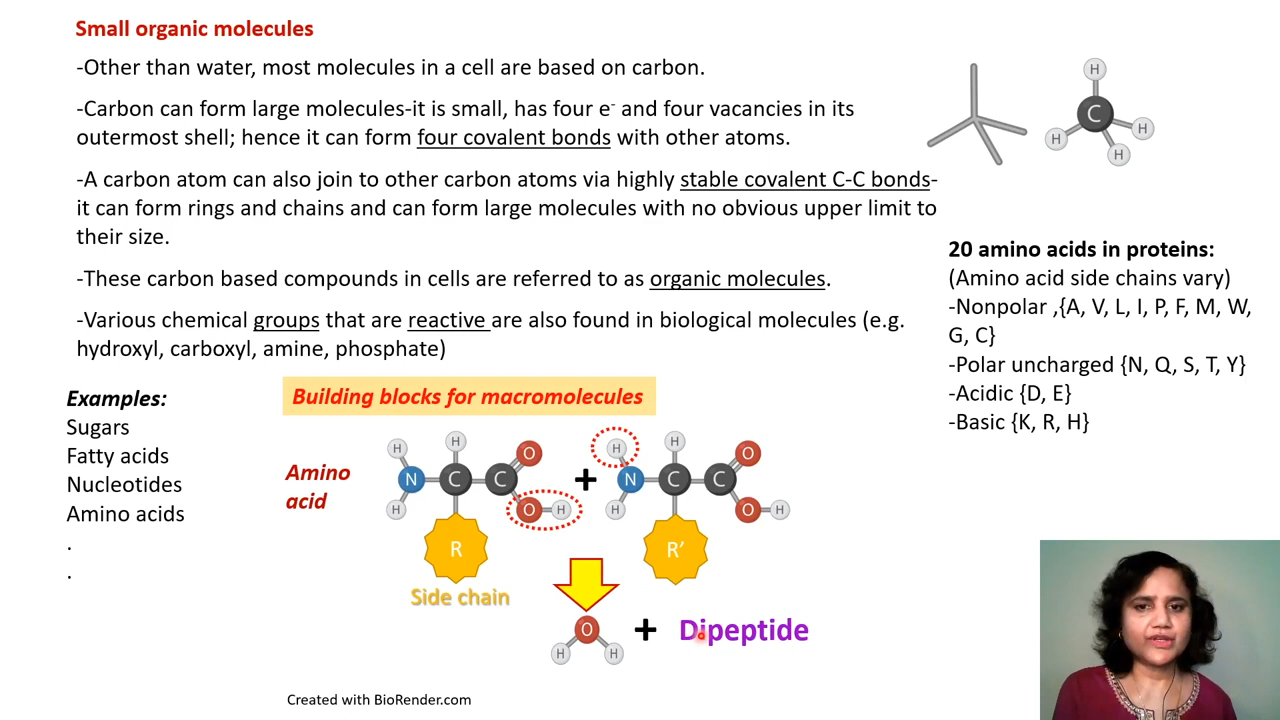 Small organic molecules
-Other than water, most molecules in a cell are based on carbon.
-Carbon can form large molecules-it is small, has four e- and four vacancies in its
outermost shell; hence it can form four covalent bonds with other atoms.
-A carbon atom can also join to other carbon atoms via highly stable covalent C-C bonds-
it can form rings and chains and can form large molecules with no obvious upper limit to
their size.
-These carbon based compounds in cells are referred to as organic molecules.
-Various chemical groups that are reactive are also found in biological molecules (e.g.
hydroxyl, carboxyl, amine, phosphate)
H
C
H
H
H
20 amino acids in proteins:
(Amino acid side chains vary)
-Nonpolar ,{A, V, L, I, P, F, M, W,
G, C}
-Polar uncharged {N, Q, S, T, Y}
-Acidic {D, E}
-Basic {K, R, H}
Examples:
Sugars
Fatty acids
Nucleotides
Amino acids
.
.
Building blocks for macromolecules
Amino
acid
H H O + H H O
N C C N C C
H O H H O H
R R′
Side chain
O
H H
+ Dipeptide
Created with BioRender.com